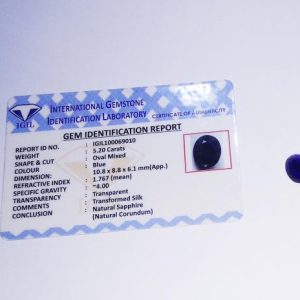 IGIL
INTERNATIONAL GEMSTONE
IDENTIFICATION LABORATORY
CERTIFICATE OF AUTHENTICITY
GEM IDENTIFICATION REPORT
REPORT ID NO. : IGIL100069010
WEIGHT : 5.20 Carats
SHAPE & CUT : Oval Mixed
COLOUR : Blue
DIMENSION: : 10.8 x 8.8 x 6.1 mm(App.)
REFRACTIVE INDEX : 1.767 (mean)
SPECIFIC GRAVITY : ~4.00
TRANSPARENCY : Transparent
COMMENTS : Transformed Silk
CONCLUSION : Natural Sapphire
(Natural Corundum)